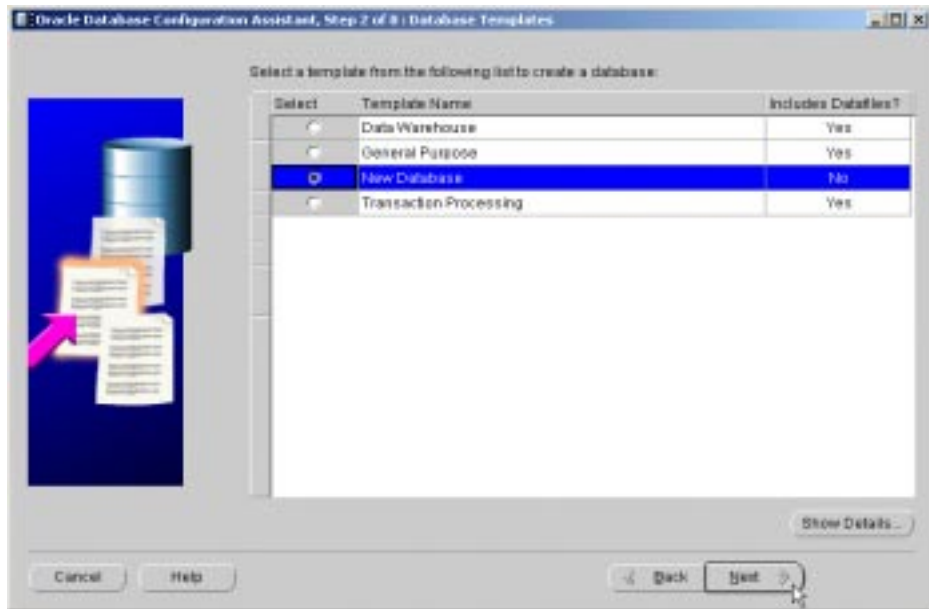 Oracle Database Configuration Assistant, Step 2 of 8 : Database Templates
Select a template from the following list to create a database:
Select Template Name Includes Datafiles?
Data Warehouse Yes
General Purpose Yes
New Database No
Transaction Processing Yes
Show Details...
Cancel Help Back Next